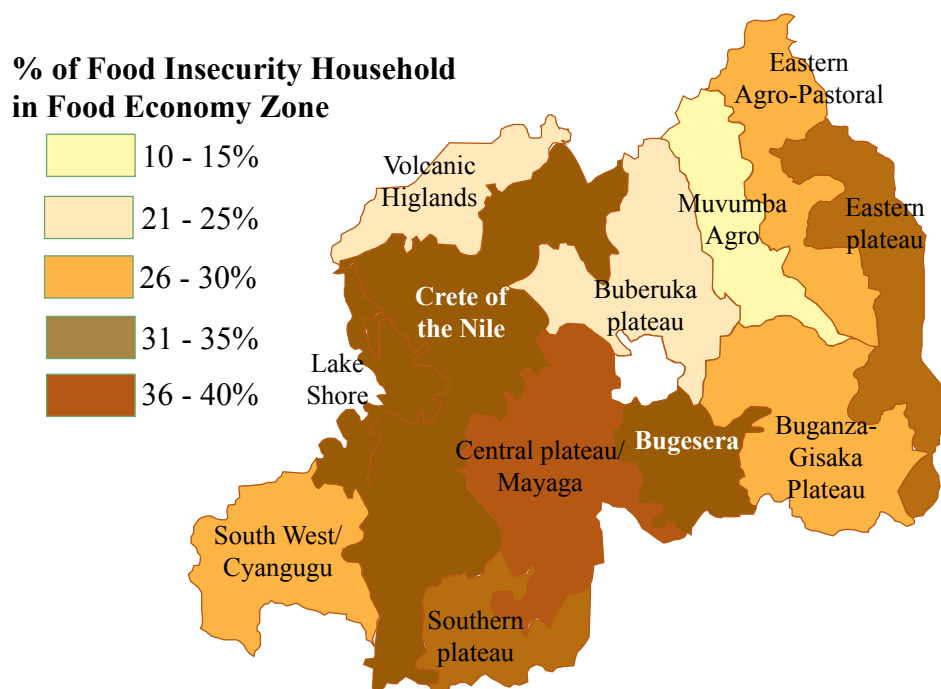 % of Food Insecurity Household
in Food Economy Zone
10 - 15%
21 - 25%
26 - 30%
31 - 35%
36 - 40%
Eastern
Agro-Pastoral
Volcanic
Higlands
Muvumba
Agro
Eastern
plateau
Crete of
the Nile
Buberuka
plateau
Lake
Shore
Central plateau/
Mayaga
Bugesera
Buganza-
Gisaka
Plateau
South West/
Cyangugu
Southern
plateau